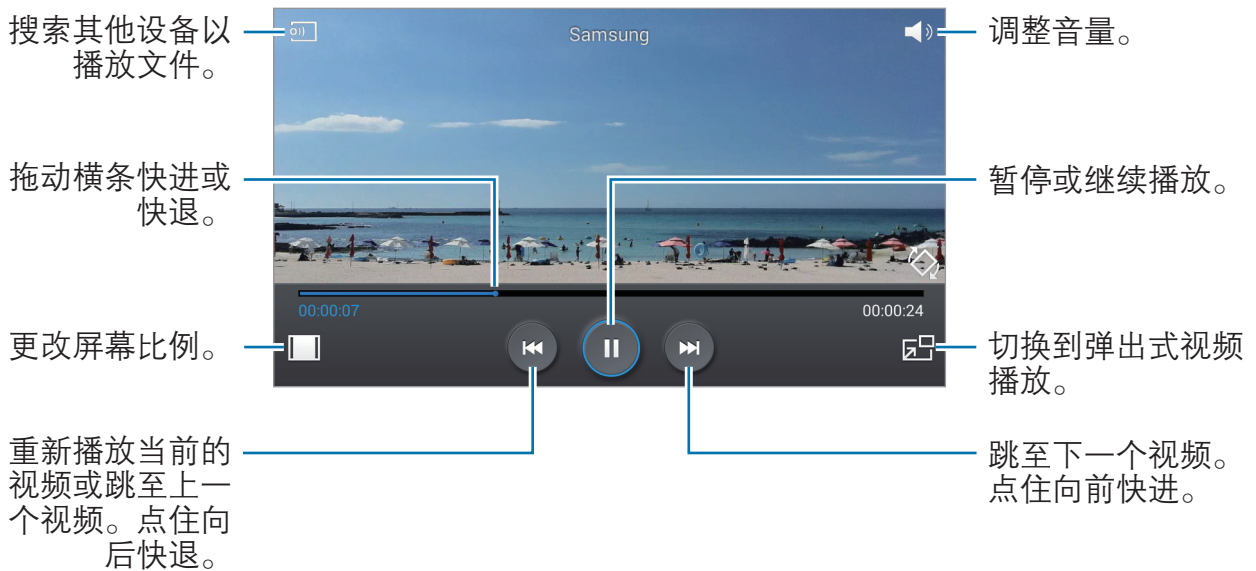 搜索其他设备以
播放文件。
Samsung
调整音量。
拖动横条快进或
快退。
暂停或继续播放。
00:00:07
00:00:24
更改屏幕比例。
切换到弹出式视频
播放。
重新播放当前的
视频或跳至上一
个视频。点住向
后快退。
跳至下一个视频。
点住向前快进。